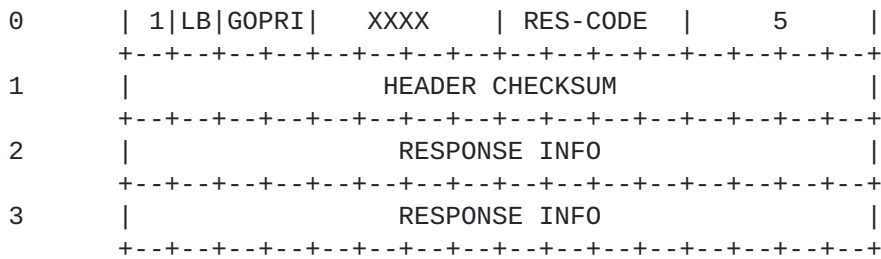 0      | 1|LB|GOPRI|   XXXX    | RES-CODE  |     5     |
       +--+--+--+--+--+--+--+--+--+--+--+--+--+--+--+--+
1      |                HEADER CHECKSUM                |
       +--+--+--+--+--+--+--+--+--+--+--+--+--+--+--+--+
2      |                 RESPONSE INFO                 |
       +--+--+--+--+--+--+--+--+--+--+--+--+--+--+--+--+
3      |                 RESPONSE INFO                 |
       +--+--+--+--+--+--+--+--+--+--+--+--+--+--+--+--+